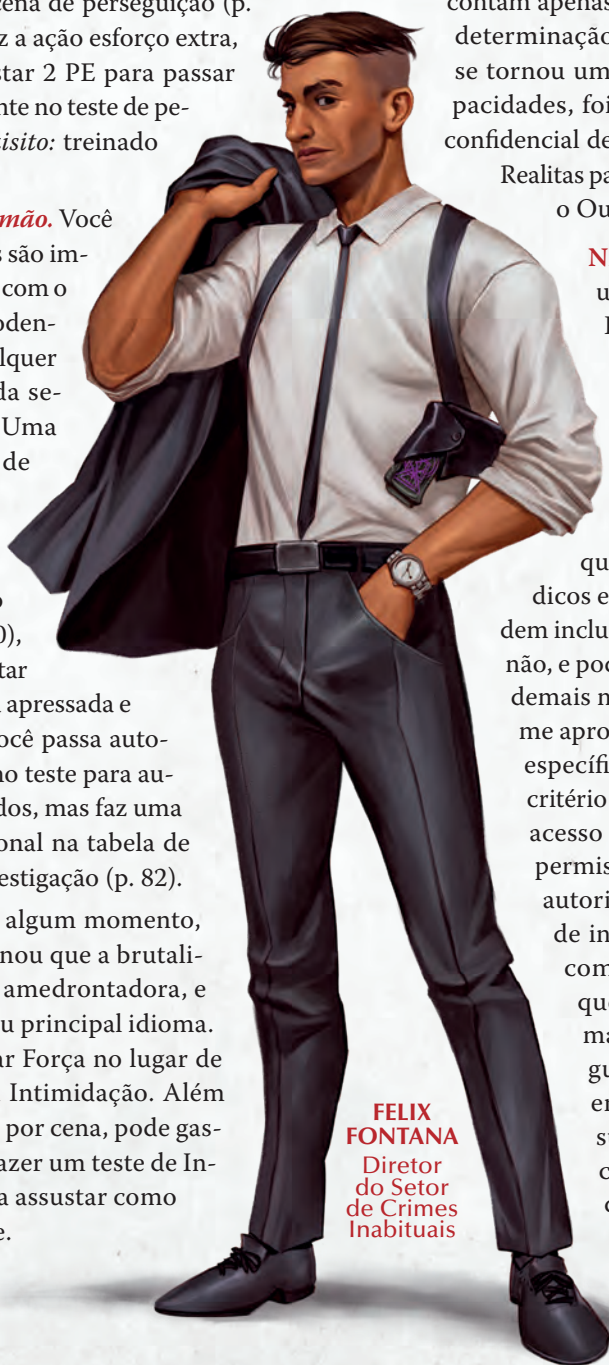 cena de perseguição (p.
z a ação esforço extra,
star 2 PE para passar
nte no teste de pe-
isito: treinado
mão. Você
s são im-
com o
oden-
lquer
da se-
Uma
de
o
0),
tar
apressada e
ocê passa auto-
no teste para au-
dos, mas faz uma
onal na tabela de
estigação (p. 82).
algum momento,
nou que a brutali-
amedrontadora, e
u principal idioma.
ar Força no lugar de
Intimidação. Além
por cena, pode gas-
azer um teste de In-
a assustar como
e.
FELIX
FONTANA
Diretor
do Setor
de Crimes
Inabituais
contam apenas
determinação
se tornou um
pacidades, foi
confidencial de
Realitas pa
o Ou
N
u
qu
dicos e
dem inclu
não, e pod
demais n
me apro
específi
critério
acesso
permis
autori
de in
com
que
ma
gu
en
su
c